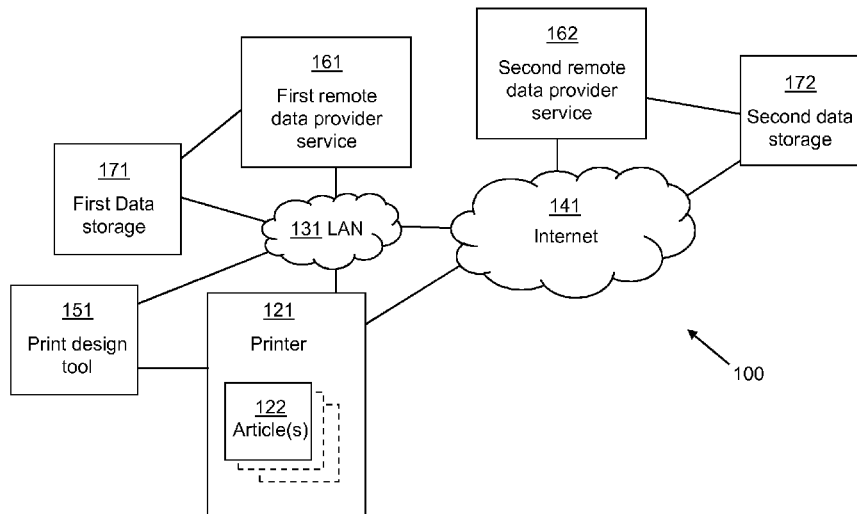 161
First remote
data provider
service
162
Second remote
data provider
service
172
Second data
storage
171
First Data
storage
131 LAN
141
Internet
151
Print design
tool
121
Printer
122
Article(s)
100